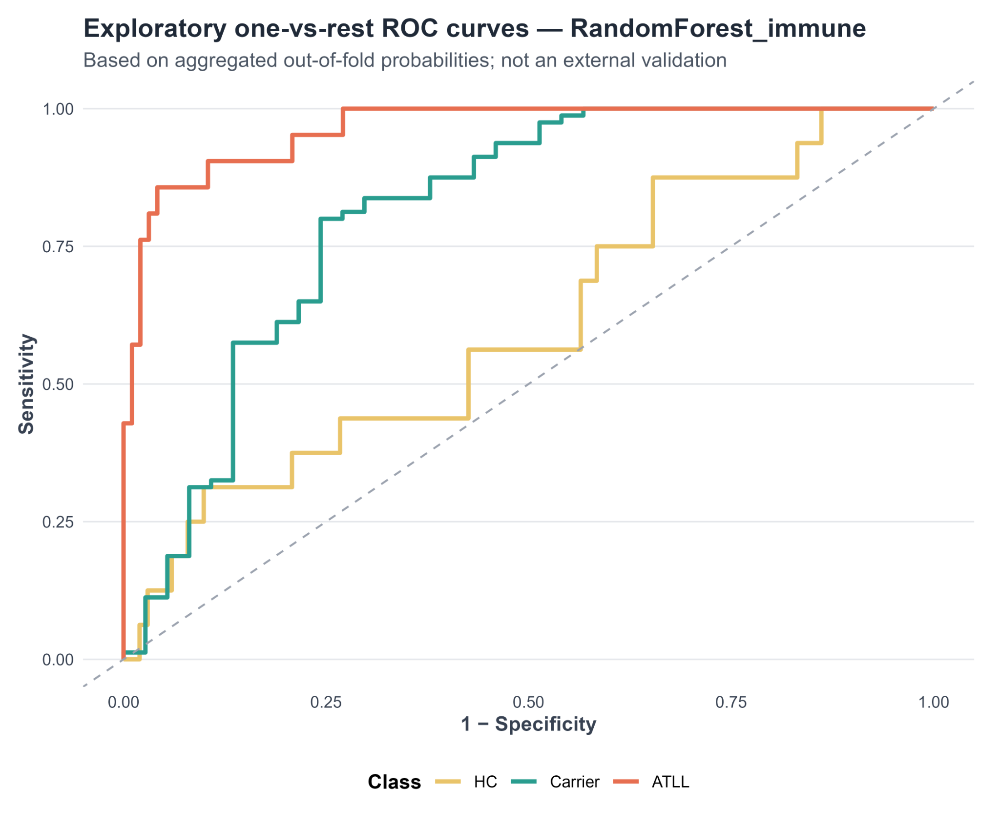 Exploratory one-vs-rest ROC curves — RandomForest_immune
Based on aggregated out-of-fold probabilities; not an external validation
1.00
0.75
0.50
0.25
0.00
Sensitivity
0.00 0.25 0.50 0.75 1.00
1 − Specificity
Class HC Carrier ATLL